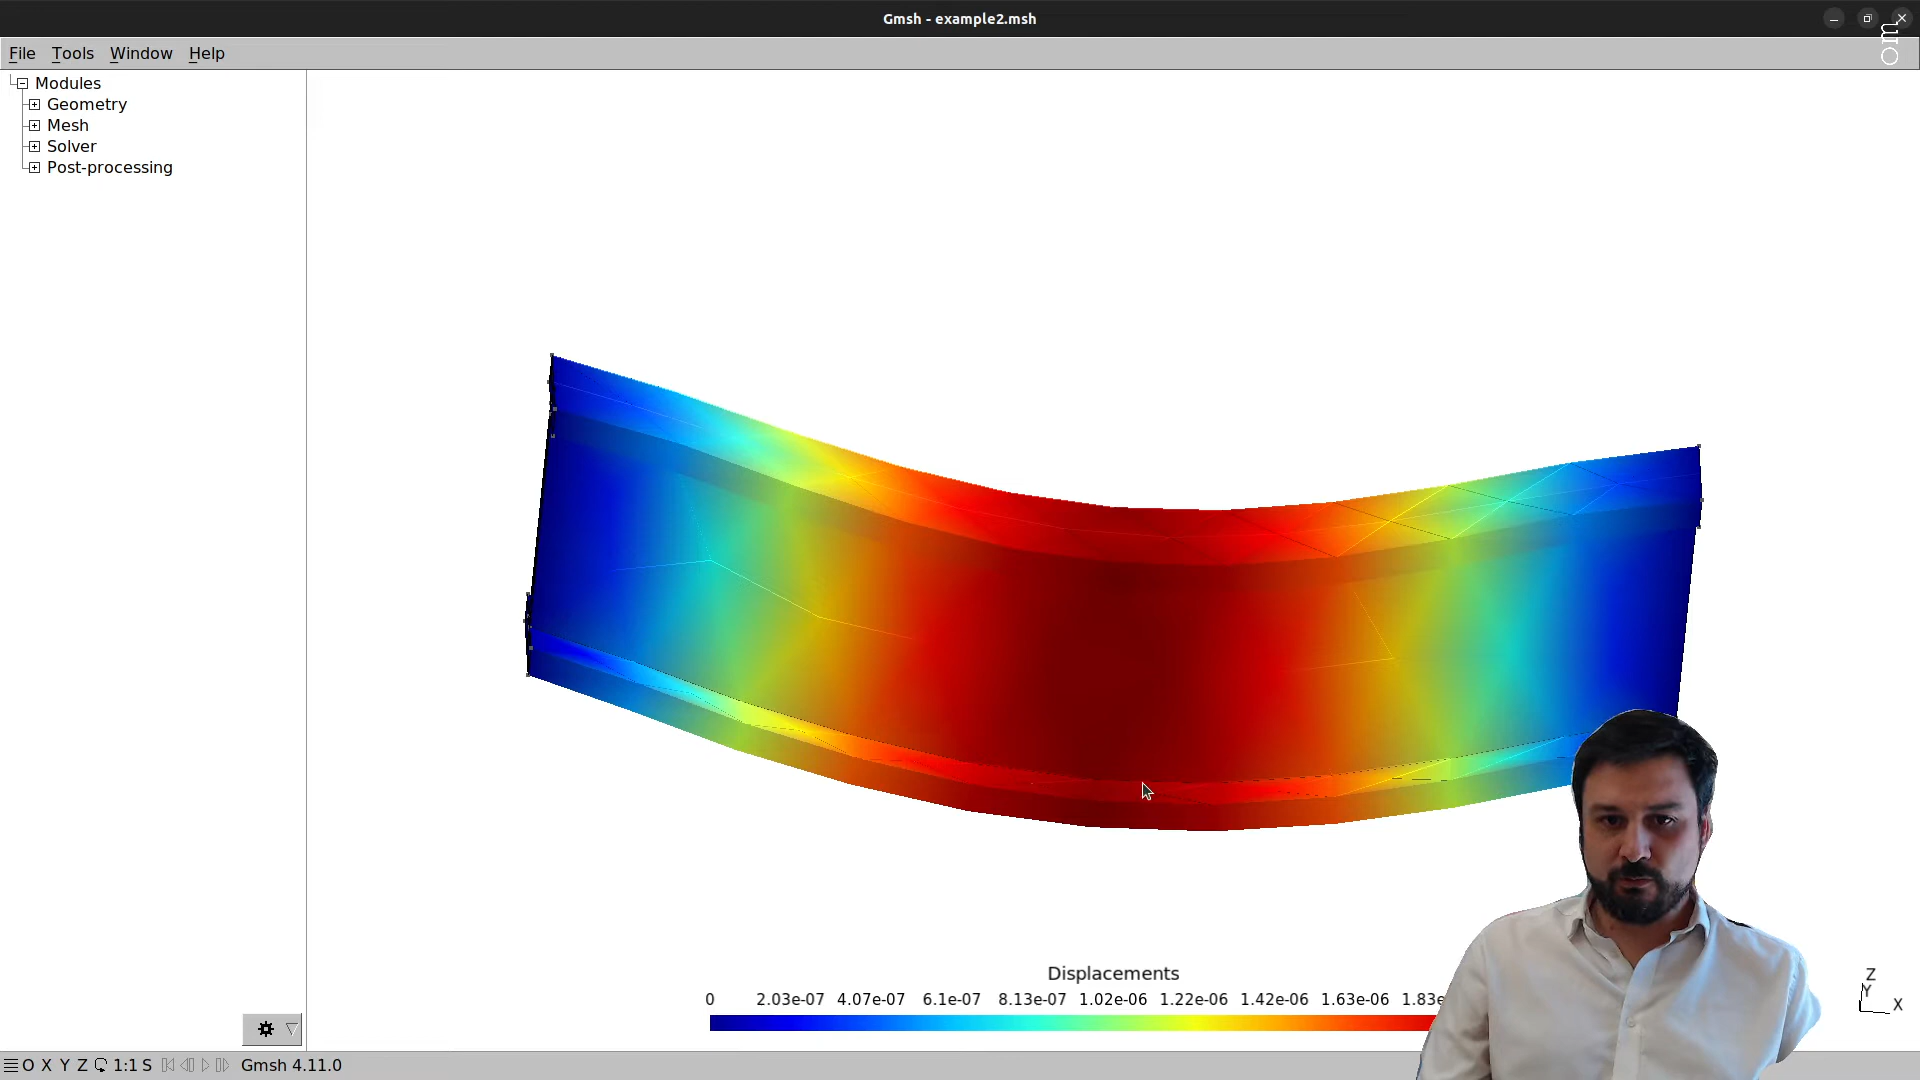 Gmsh - example2.msh
File Tools Window Help
Modules
Geometry
Mesh
Solver
Post-processing
Displacements
0 2.03e-07 4.07e-07 6.1e-07 8.13e-07 1.02e-06 1.22e-06 1.42e-06 1.63e-06
Z
Y
X
O X Y Z 1:1 S Gmsh 4.11.0